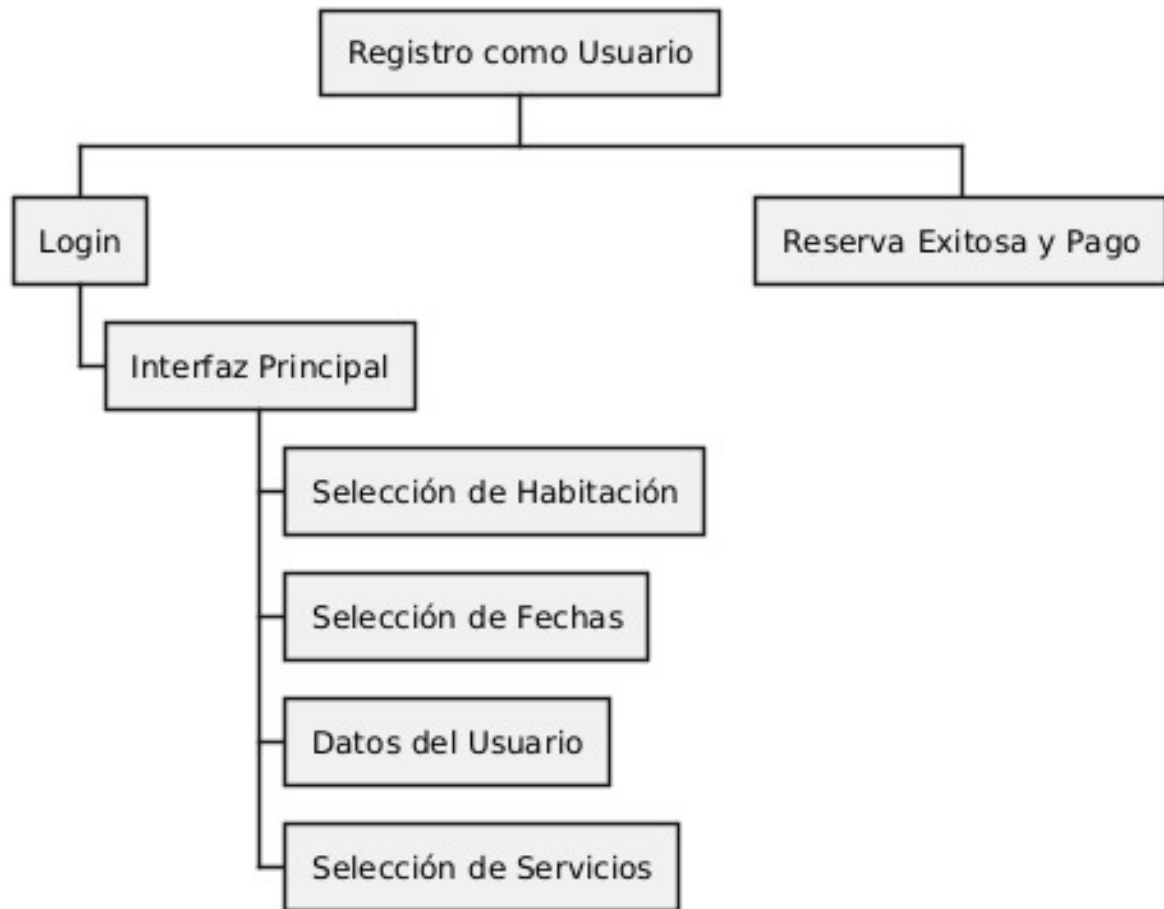 Registro como Usuario
Login
Reserva Exitosa y Pago
Interfaz Principal
Selección de Habitación
Selección de Fechas
Datos del Usuario
Selección de Servicios